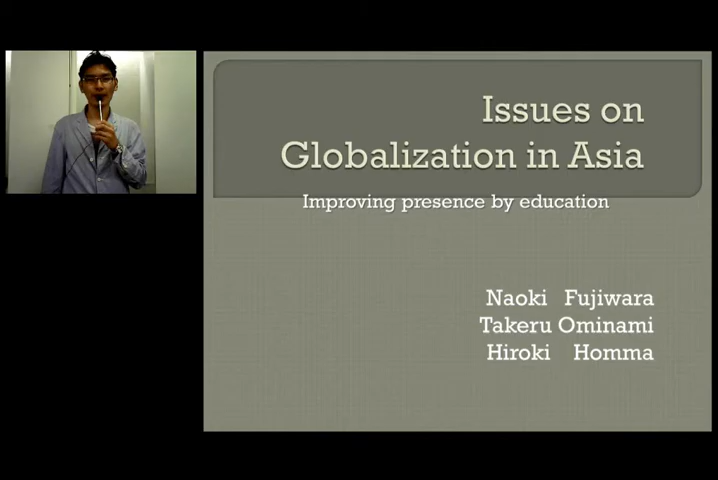 Issues on
Globalization in Asia
Improving presence by education
Naoki Fujiwara
Takeru Ominami
Hiroki Homma